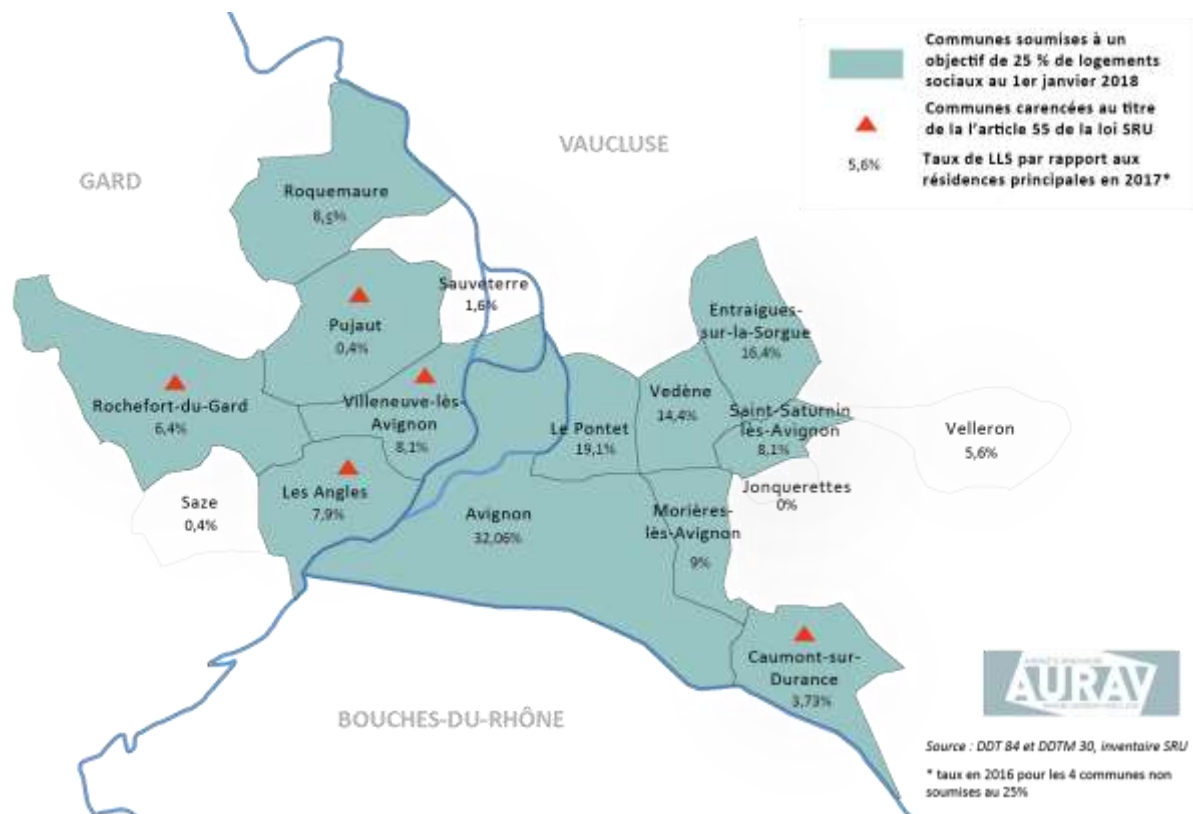 Communes soumises à un
objectif de 25 % de logements
sociaux au 1er janvier 2018
Communes carencées au titre
de la l'article 55 de la loi SRU
5,6%
Taux de LLS par rapport aux
résidences principales en 2017*
VAUCLUSE
GARD
Roquemaure
8,5%
Sauveterre
1,6%
Pujaut
0,4%
Entraigues-
sur-la-Sorgue
16,4%
Rochefort-du-Gard
6,4%
Villeneuve-lès-
Avignon
8,1%
Vedène
14,4%
Saint-Saturnin
lès-Avignon
8,1%
Le Pontet
19,1%
Velleron
5,6%
Les Angles
7,9%
Saze
0,4%
Jonquerettes
0%
Avignon
32,06%
Morières-
lès-Avignon
9%
Caumont-sur-
Durance
3,73%
BOUCHES-DU-RHÔNE
AURAV
Source : DDT 84 et DDTM 30, inventaire SRU
* taux en 2016 pour les 4 communes non
soumises au 25%